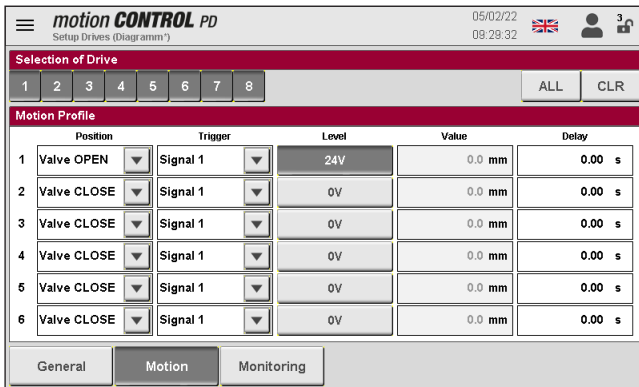 motion CONTROL PD
Setup Drives (Diagramm*)
05/02/22
09:29:32
3
Selection of Drive
1 2 3 4 5 6 7 8 ALL CLR
Motion Profile
Position Trigger Level Value Delay
1 Valve OPEN Signal 1 24V 0.0 mm 0.00 s
2 Valve CLOSE Signal 1 0V 0.0 mm 0.00 s
3 Valve CLOSE Signal 1 0V 0.0 mm 0.00 s
4 Valve CLOSE Signal 1 0V 0.0 mm 0.00 s
5 Valve CLOSE Signal 1 0V 0.0 mm 0.00 s
6 Valve CLOSE Signal 1 0V 0.0 mm 0.00 s
General Motion Monitoring